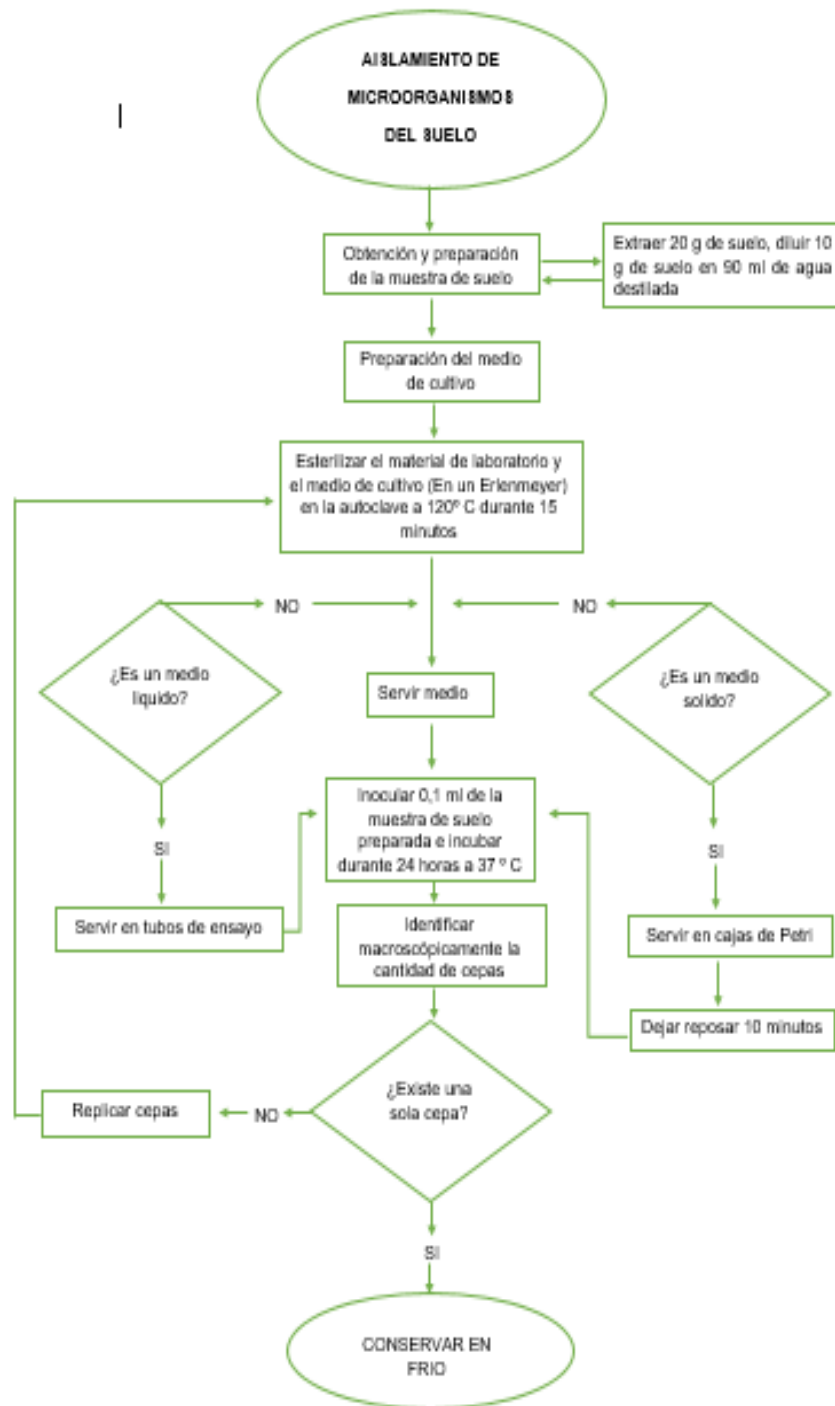 AISLAMIENTO DE
MICROORGANISMOS
DEL SUELO
Obtención y preparación
de la muestra de suelo
Extraer 20 g de suelo, diluir 10
g de suelo en 90 ml de agua
destilada
Preparación del medio
de cultivo
Esterilizar el material de laboratorio y
el medio de cultivo (En un Erlenmeyer)
en la autoclave a 120º C durante 15
minutos
NO
NO
¿Es un medio
liquido?
Servir medio
¿Es un medio
solido?
Inocular 0,1 ml de la
muestra de suelo
preparada e incubar
durante 24 horas a 37 º C
SI
SI
Servir en tubos de ensayo
Identificar
macroscópicamente la
cantidad de cepas
Servir en cajas de Petri
Dejar reposar 10 minutos
¿Existe una
sola cepa?
Replicar cepas
NO
SI
CONSERVAR EN
FRIO